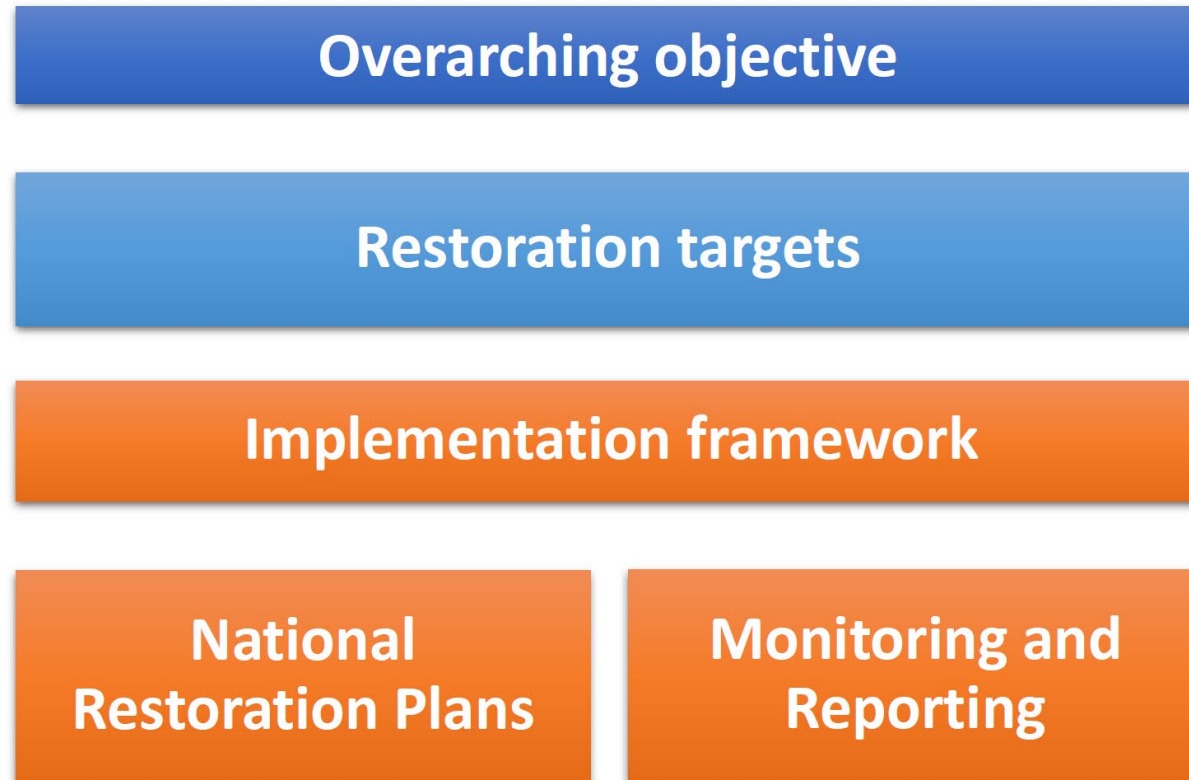 Overarching objective
Restoration targets
Implementation framework
National
Restoration Plans
Monitoring and
Reporting